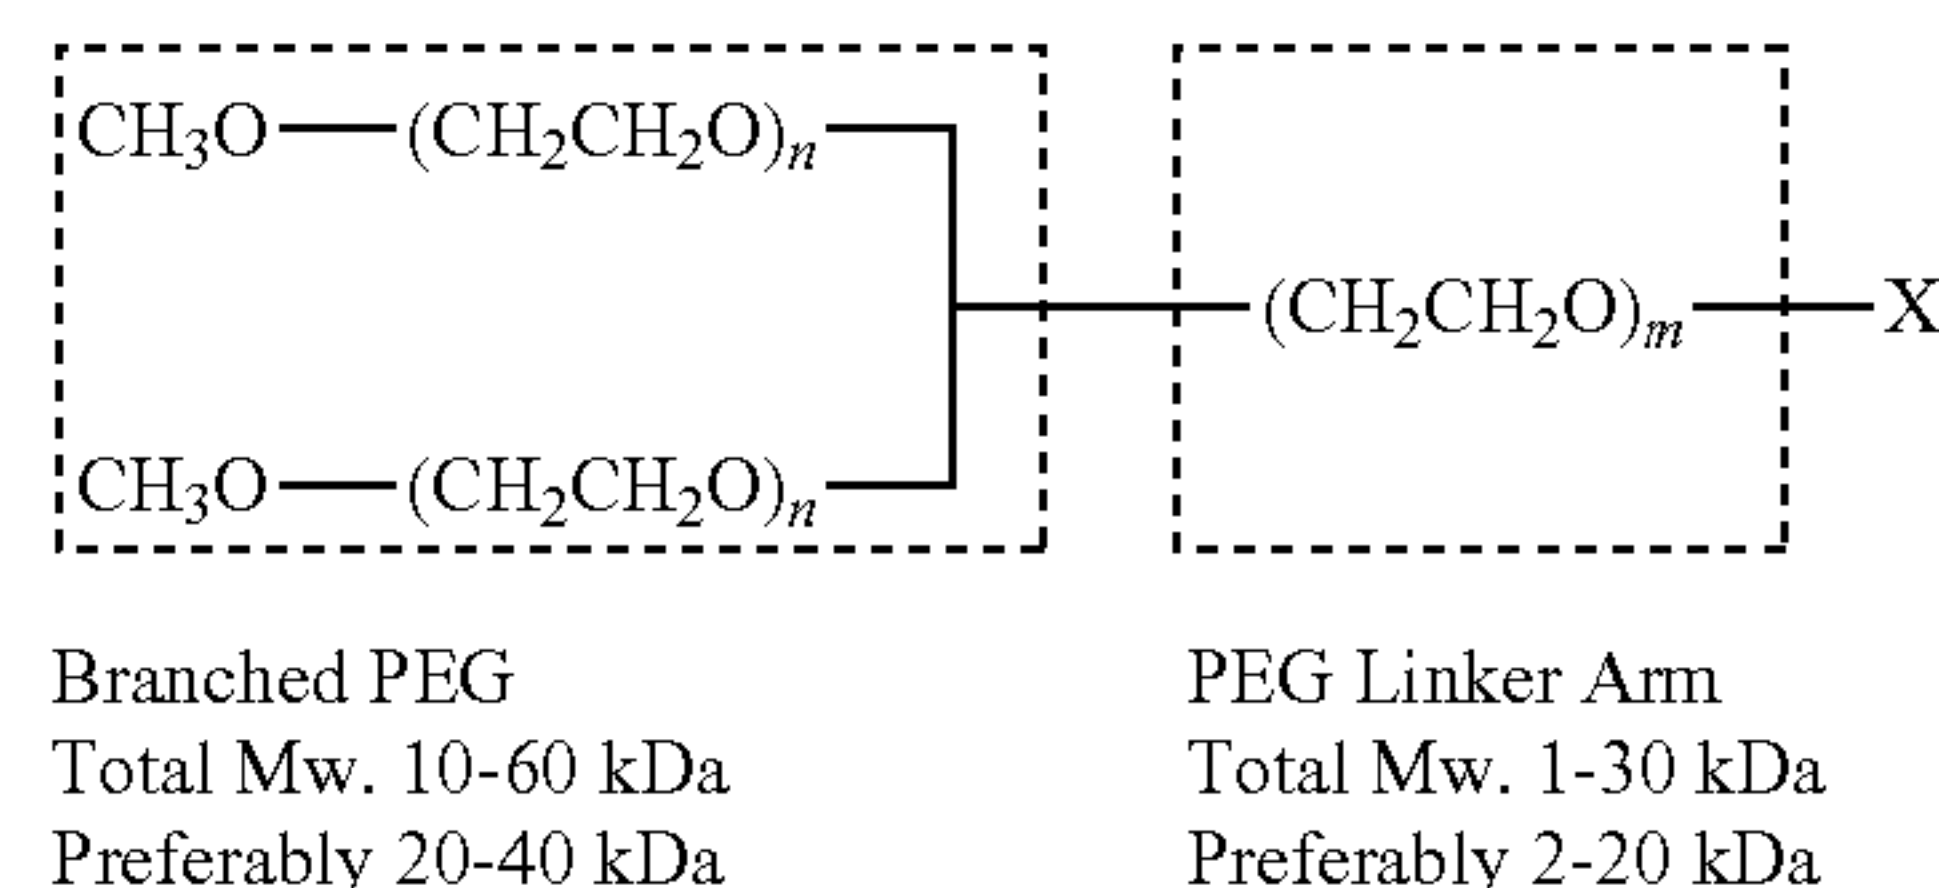 CH₃O—(CH₂CH₂O)ₙ
(CH₂CH₂O)ₘ—X
CH₃O—(CH₂CH₂O)ₙ
Branched PEG
Total Mw. 10-60 kDa
Preferably 20-40 kDa
PEG Linker Arm
Total Mw. 1-30 kDa
Preferably 2-20 kDa